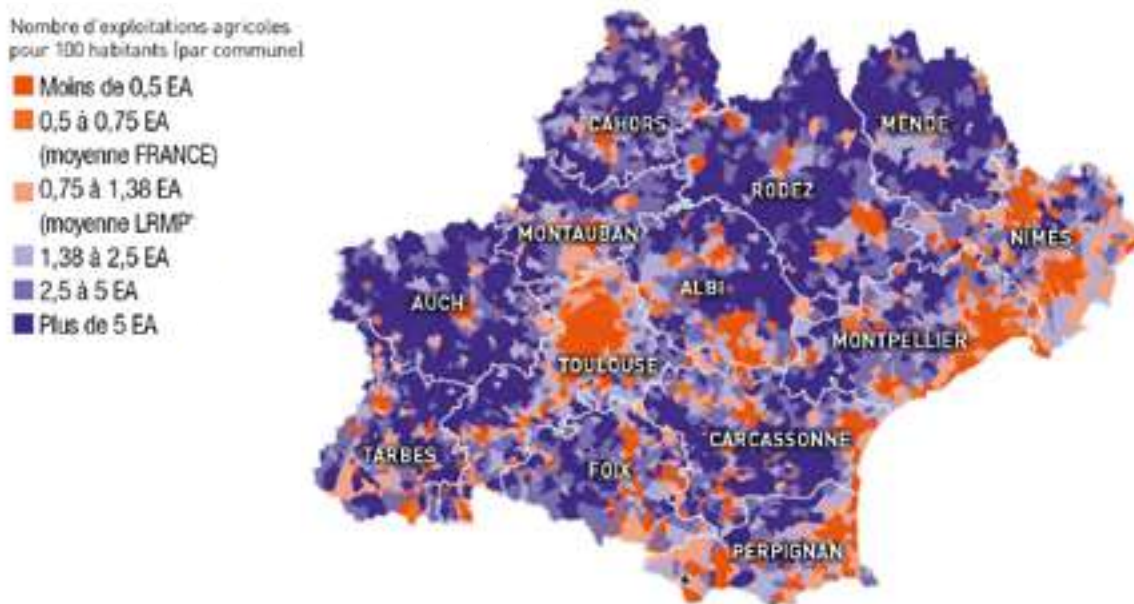 Nombre d'exploitations agricoles
pour 100 habitants (par commune)
Moins de 0,5 EA
0,5 à 0,75 EA
(moyenne FRANCE)
0,75 à 1,38 EA
(moyenne LRMP*
1,38 à 2,5 EA
2,5 à 5 EA
Plus de 5 EA
CAHORS
MENDE
RODEZ
NIMES
MONTAUBAN
ALBI
AUCH
MONTPELLIER
TOULOUSE
CARCASSONNE
TARBES
FOIX
PERPIGNAN